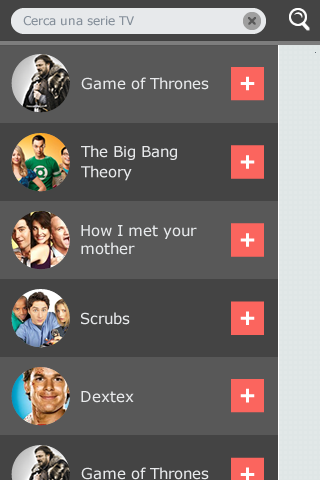 Cerca una serie TV
Game of Thrones
The Big Bang
Theory
How I met your
mother
Scrubs
Dextex
Game of Thrones